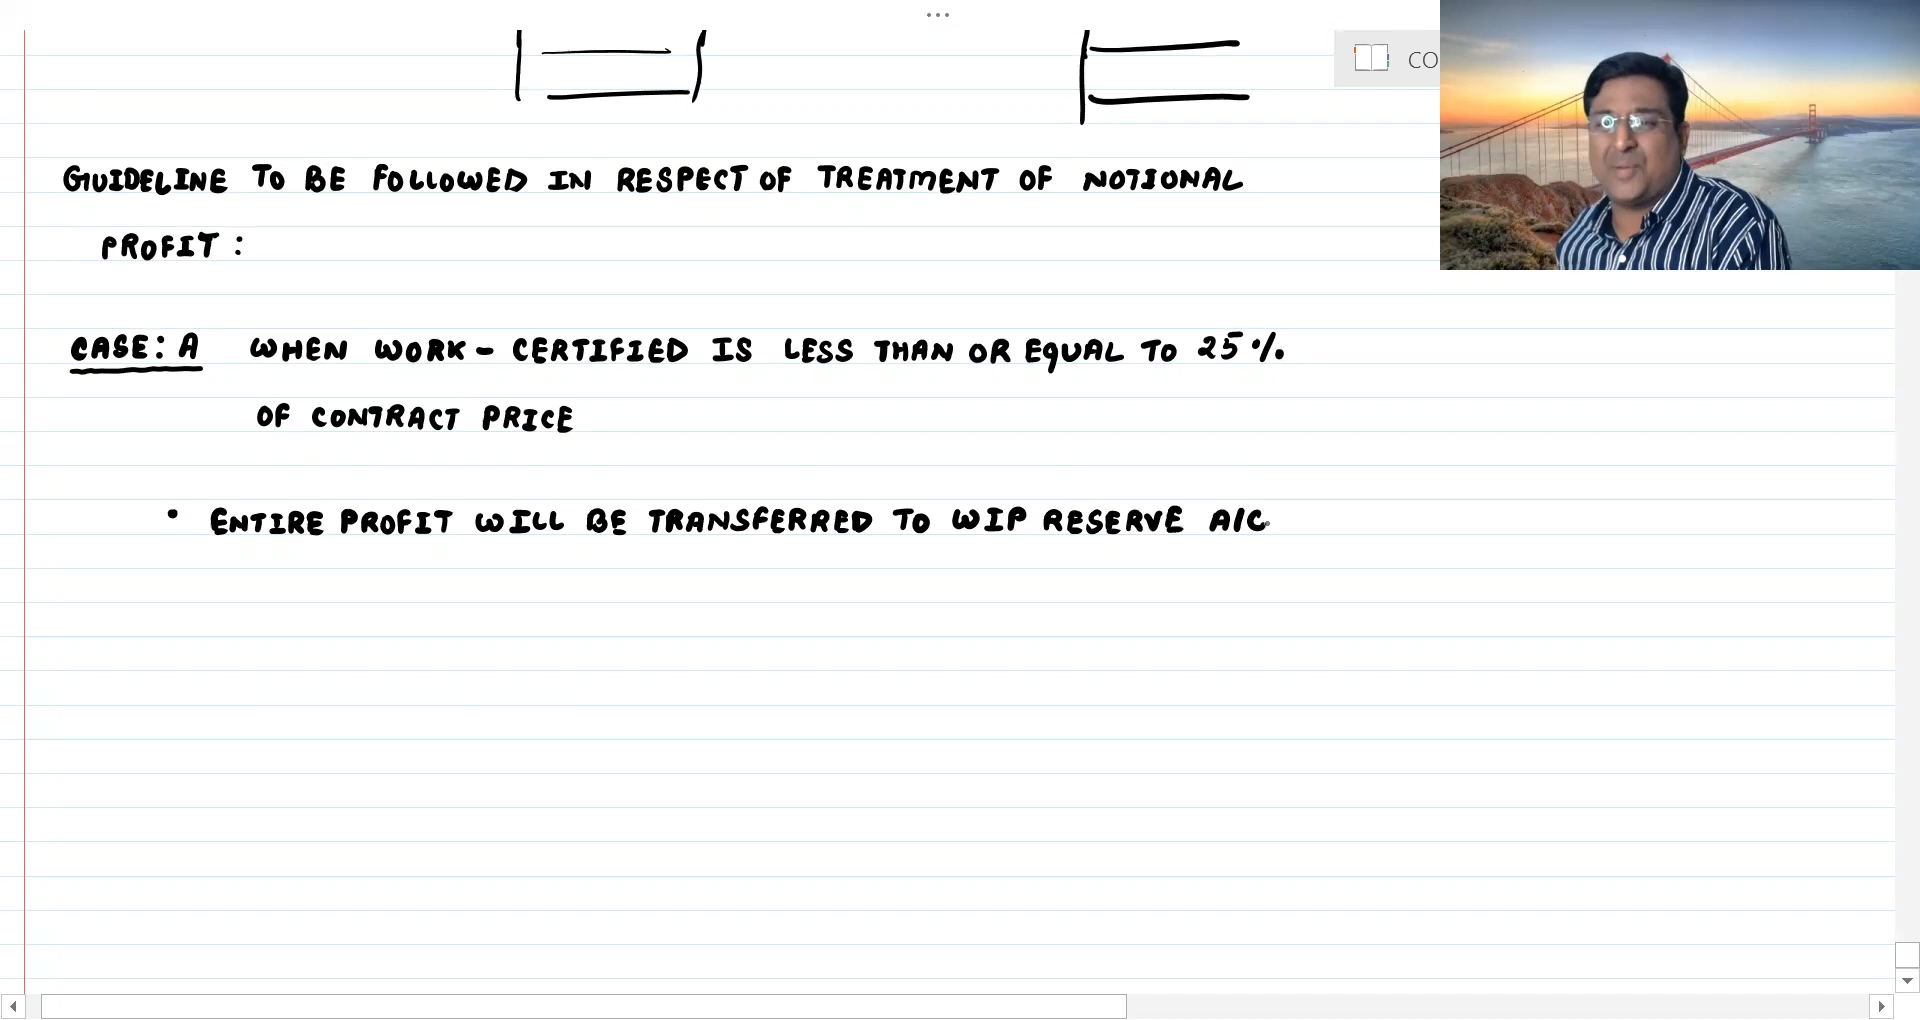 CO
GUIDELINE TO BE FOLLOWED IN RESPECT OF TREATMENT OF NOTIONAL
PROFIT :
CASE: A WHEN WORK - CERTIFIED IS LESS THAN OR EQUAL TO 25%
OF CONTRACT PRICE
• ENTIRE PROFIT WILL BE TRANSFERRED TO WIP RESERVE A/C